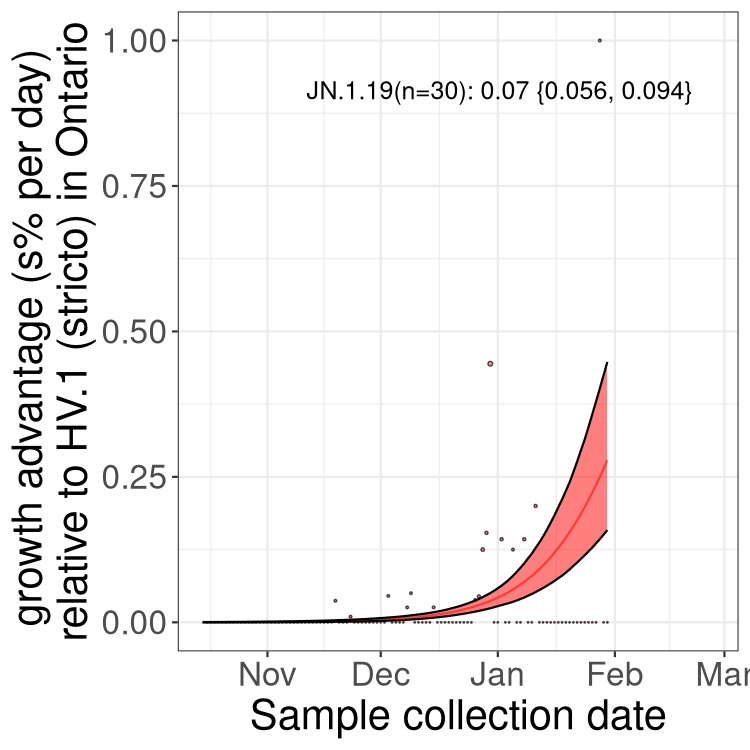 growth advantage (s% per day)
relative to HV.1 (stricto) in Ontario
1.00
0.75
0.50
0.25
0.00
JN.1.19(n=30): 0.07 {0.056, 0.094}
Nov Dec Jan Feb Mar
Sample collection date